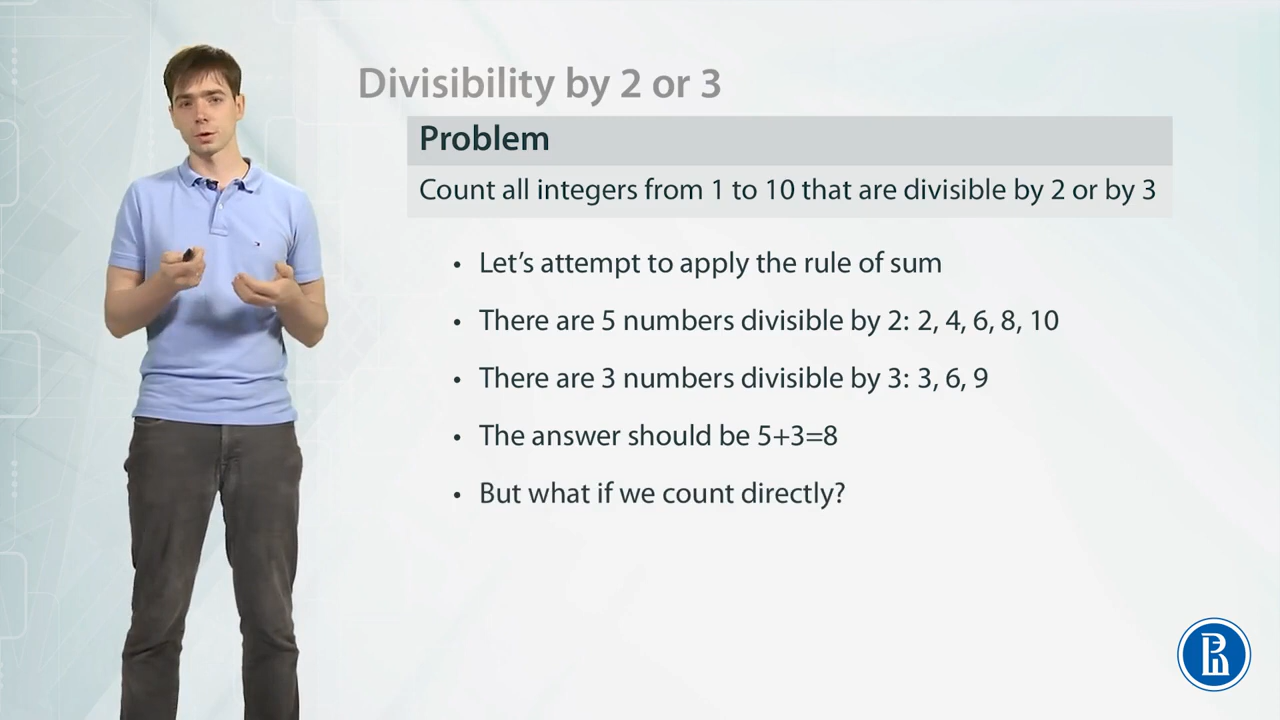 Divisibility by 2 or 3
Problem
Count all integers from 1 to 10 that are divisible by 2 or by 3
• Let’s attempt to apply the rule of sum
• There are 5 numbers divisible by 2: 2, 4, 6, 8, 10
• There are 3 numbers divisible by 3: 3, 6, 9
• The answer should be 5+3=8
• But what if we count directly?